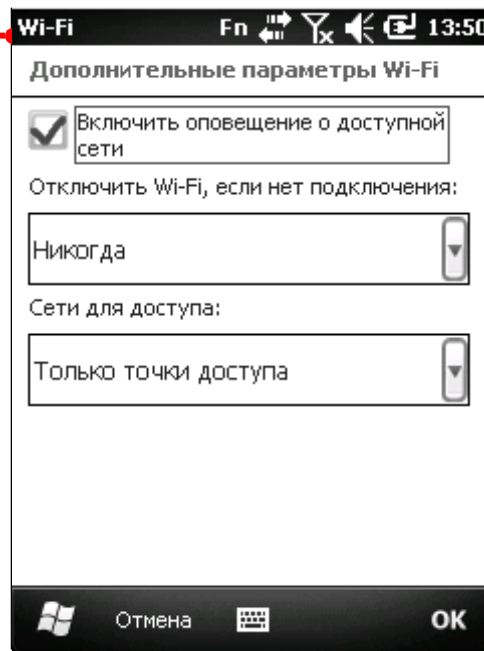 Wi-Fi Fn 13:50
Дополнительные параметры Wi-Fi
Включить оповещение о доступной
сети
Отключить Wi-Fi, если нет подключения:
Никогда
Сети для доступа:
Только точки доступа
Отмена OK